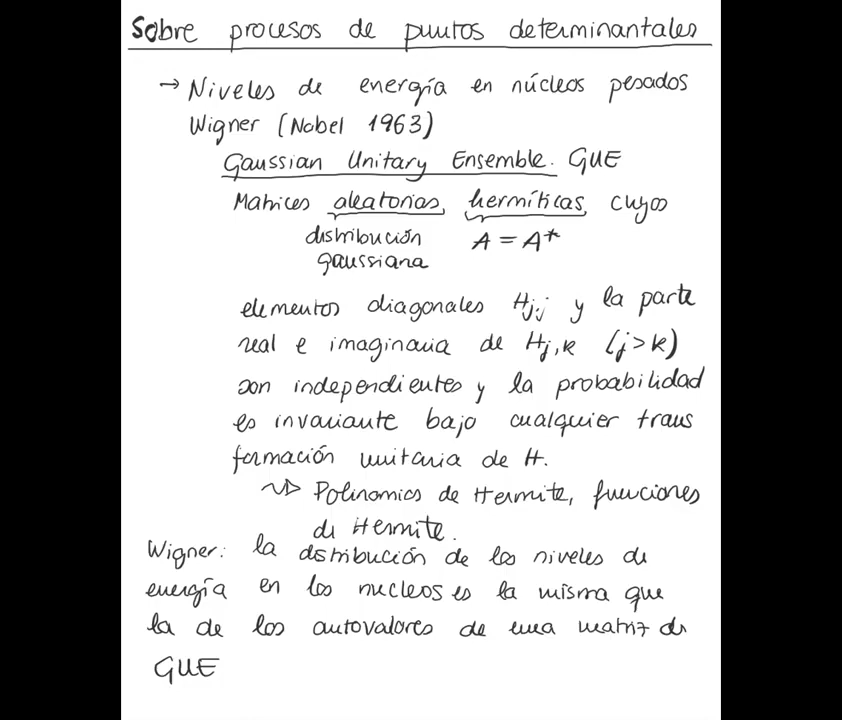 Sobre procesos de puntos determinantales
→ Niveles de energía en núcleos pesados
Wigner (Nobel 1963)
Gaussian Unitary Ensemble. GUE
Matrices aleatorias, hermíticas, cuyos
distribución A = A*
gaussiana
elementos diagonales Hj,j y la parte
real e imaginaria de Hj,k (j>k)
son independientes y la probabilidad
es invariante bajo cualquier trans
formación unitaria de H.
Polinomios de Hermite, funciones
de Hermite.
Wigner: la distribución de los niveles de
energía en los nucleos es la misma que
la de los autovalores de una matriz de
GUE